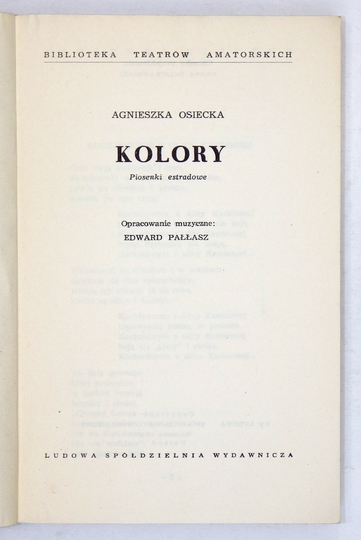 BIBLIOTEKA TEATRÓW AMATORSKICH
AGNIESZKA OSIECKA
KOLORY
Piosenki estradowe
Opracowanie muzyczne:
EDWARD PAŁŁASZ
LUDOWA SPÓŁDZIELNIA WYDAWNICZA